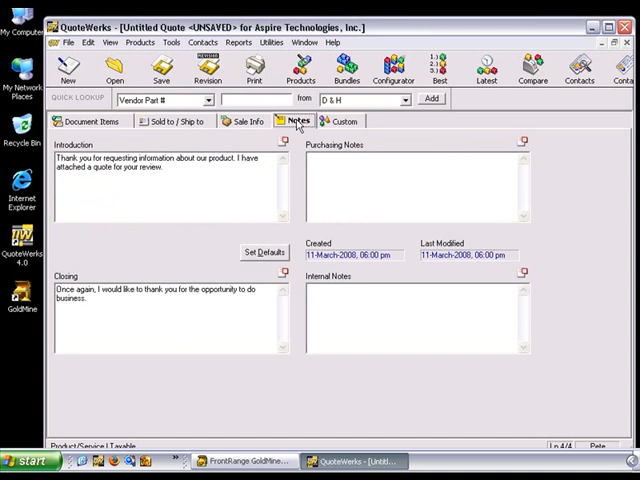 My Computer
My Network
Places
Recycle Bin
Internet
Explorer
QuoteWerks
4.0
GoldMine
QuoteWerks - [Untitled Quote <UNSAVED> for Aspire Technologies, Inc.]
File Edit View Products Tools Contacts Reports Utilities Window Help
New Open Save Revision Print Products Bundles Configurator Best Latest Compare Contacts
QUICK LOOKUP Vendor Part # from D & H Add
Document Items Sold to / Ship to Sale Info Notes Custom
Introduction
Thank you for requesting information about our product. I have
attached a quote for your review.
Purchasing Notes
Set Defaults
Created
11-March-2008, 06:00 pm
Last Modified
11-March-2008, 06:00 pm
Closing
Once again, I would like to thank you for the opportunity to do
business.
Internal Notes
Product/Service | Taxable Ln 4/4 Pete
start FrontRange GoldMine... QuoteWerks - [Untitl...